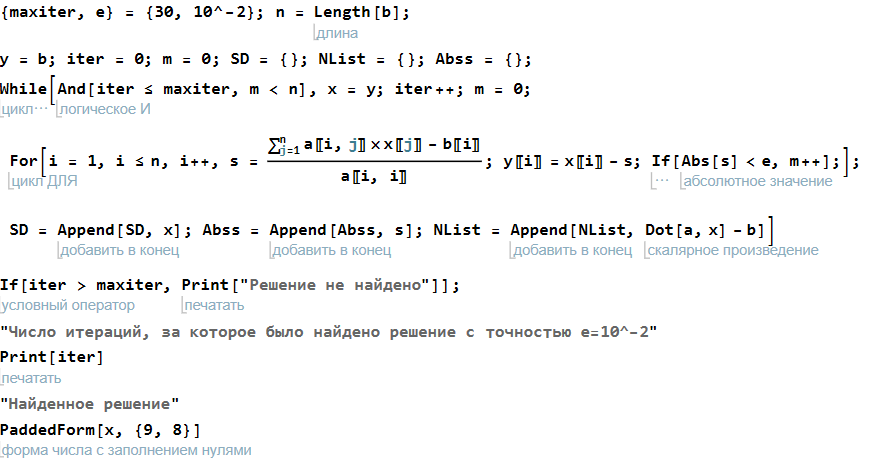 {maxiter, e} = {30, 10^-2}; n = Length[b];
длина
y = b; iter = 0; m = 0; SD = {}; NList = {}; Abss = {};
While[And[iter ≤ maxiter, m < n], x = y; iter++; m = 0;
цикл⋯ логическое И
For[i = 1, i ≤ n, i++, s = (∑_{j=1}^{n} a〚i, j〛×x〚j〛 - b〚i〛) / a〚i, i〛; y〚i〛 = x〚i〛 - s; If[Abs[s] < e, m++];];
цикл ДЛЯ ⋯ абсолютное значение
SD = Append[SD, x]; Abss = Append[Abss, s]; NList = Append[NList, Dot[a, x] - b]]
добавить в конец добавить в конец добавить в конец скалярное произведение
If[iter > maxiter, Print["Решение не найдено"]];
условный оператор печатать
"Число итераций, за которое было найдено решение с точностью e=10^-2"
Print[iter]
печатать
"Найденное решение"
PaddedForm[x, {9, 8}]
форма числа с заполнением нулями